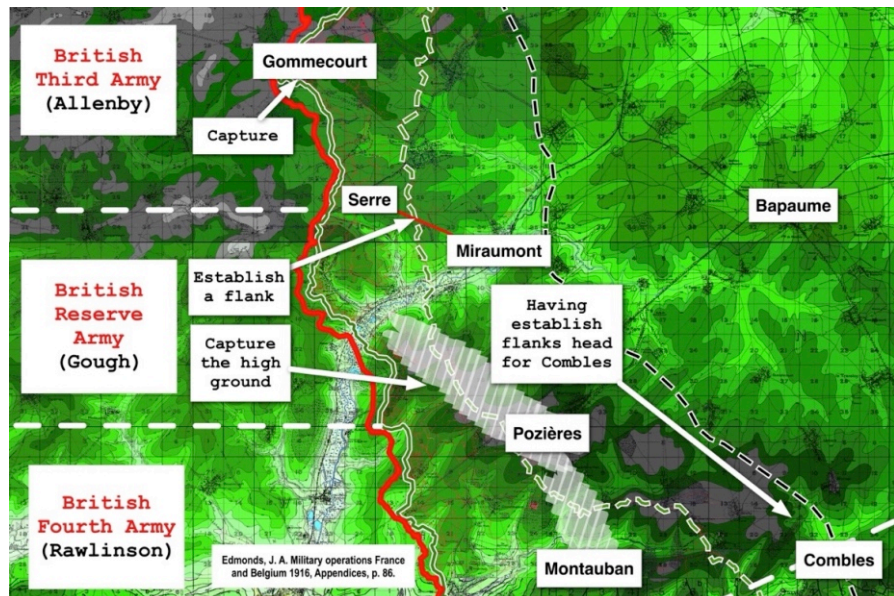 British
Third Army
(Allenby)
Gommecourt
Capture
Serre
Bapaume
Miraumont
Establish
a flank
British
Reserve
Army
(Gough)
Having
establish
flanks head
for Combles
Capture
the high
ground
Pozières
British
Fourth Army
(Rawlinson)
Edmonds, J. A. Military operations France
and Belgium 1916, Appendices, p. 86.
Montauban
Combles